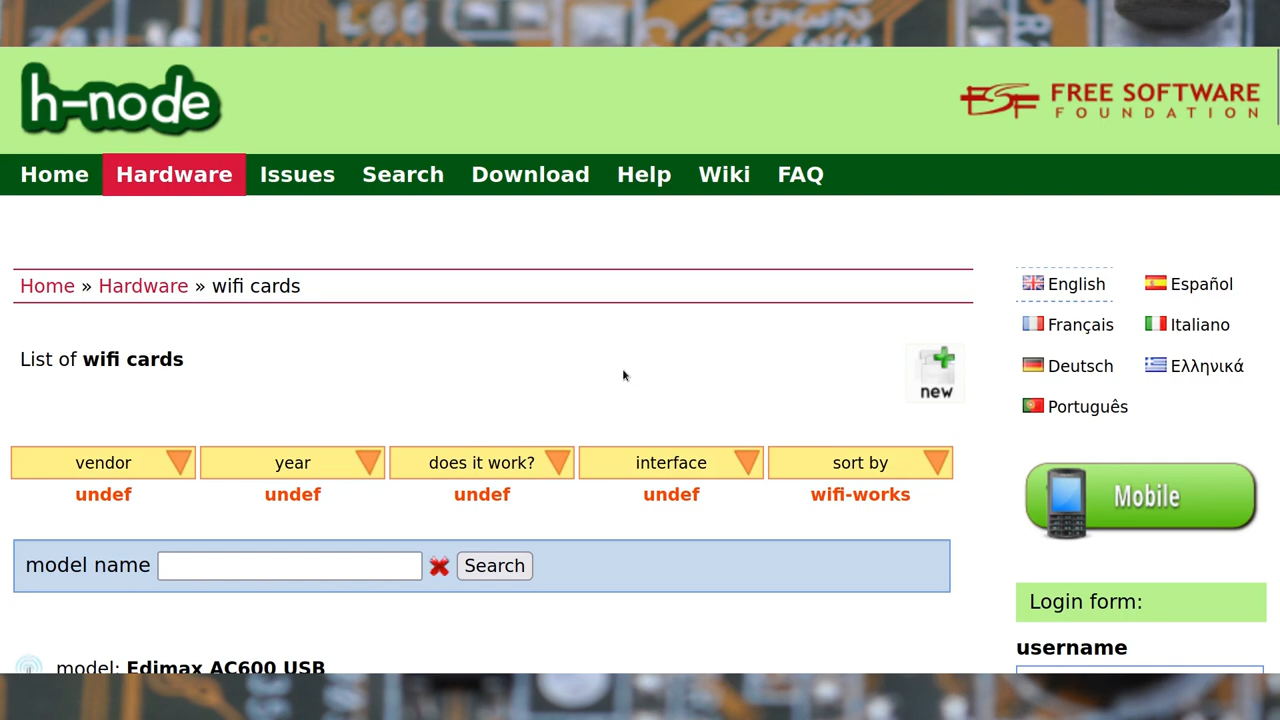 h-node
FREE SOFTWARE
FOUNDATION
Home Hardware Issues Search Download Help Wiki FAQ
Home » Hardware » wifi cards
English Español
Français Italiano
Deutsch Ελληνικά
Português
List of wifi cards
new
vendor year does it work? interface sort by
undef undef undef undef wifi-works
Mobile
model name Search
Login form:
username
model: Edimax AC600 USB